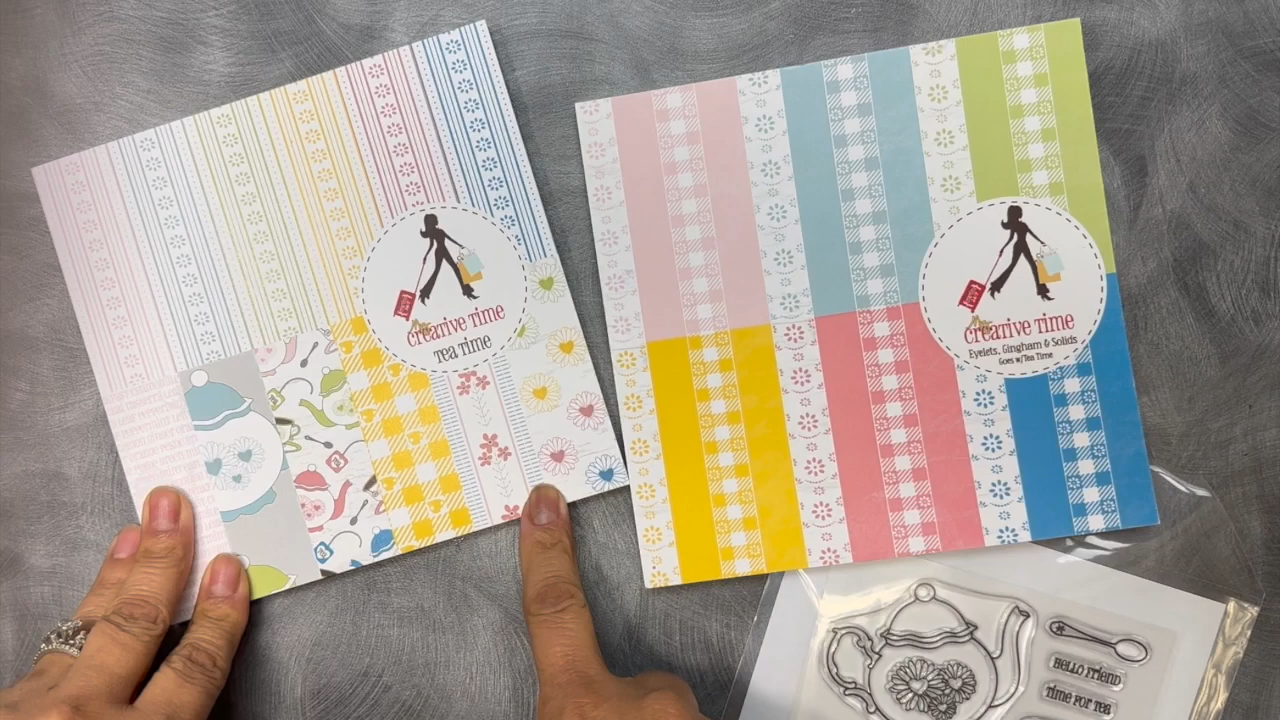 creative Time
Tea Time
creative Time
Eyelets, Gingham & Solids
Goes w/Tea Time
Hello Friend
Time for Tea